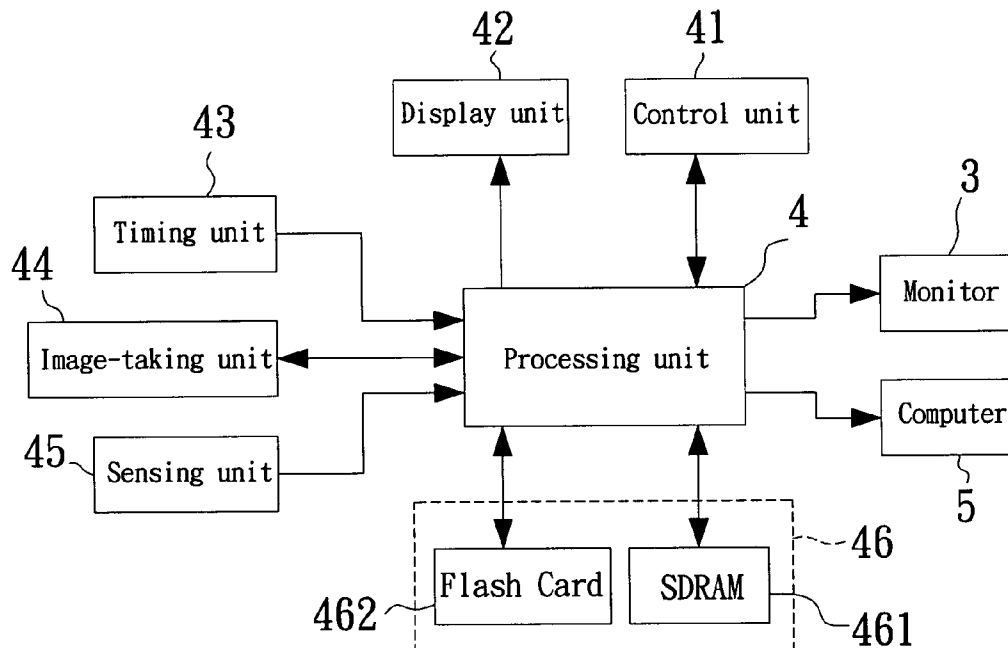 42
41
Display unit
Control unit
43
4
3
Timing unit
44
Monitor
Image-taking unit
Processing unit
Computer
45
Sensing unit
5
46
Flash Card
SDRAM
462
461